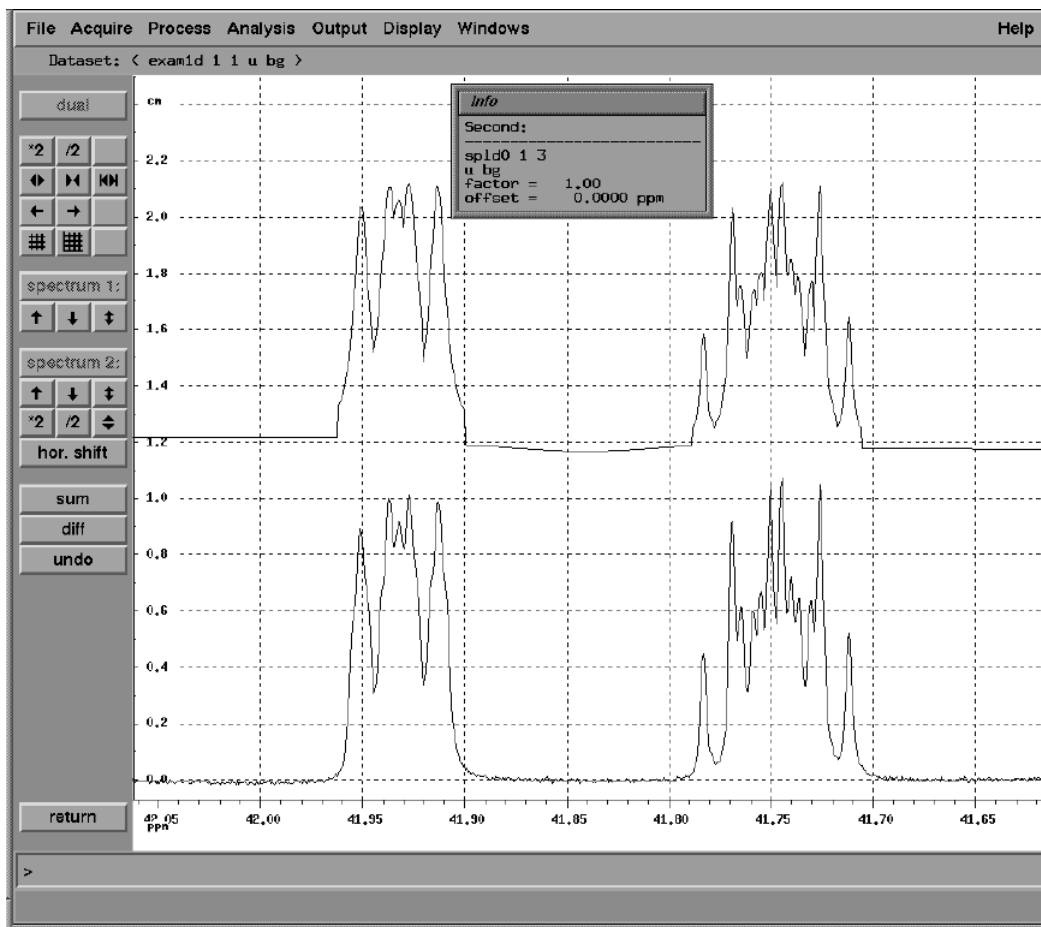 File Acquire Process Analysis Output Display Windows Help
Dataset: < exam1d 1 1 u bg >
dual
*2 /2
spectrum 1:
spectrum 2:
*2 /2
hor. shift
sum
diff
undo
return
cm
2.2
2.0
1.8
1.6
1.4
1.2
1.0
0.8
0.6
0.4
0.2
0.0
Info
Second:
spld0 1 3
u bg
factor = 1.00
offset = 0.0000 ppm
42.05 42.00 41.95 41.90 41.85 41.80 41.75 41.70 41.65
ppm
>